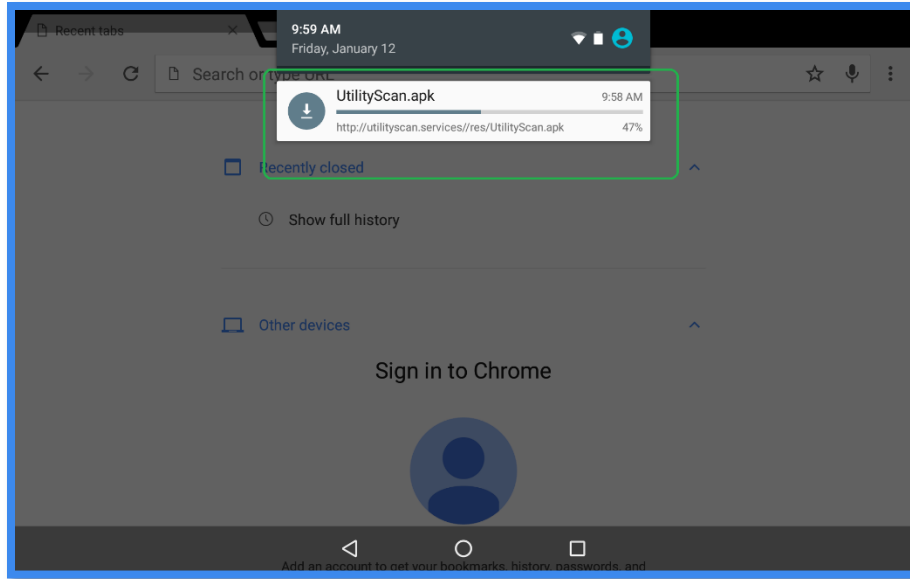 Recent tabs
9:59 AM
Friday, January 12
Search or type URL
UtilityScan.apk 9:58 AM
http://utilityscan.services//res/UtilityScan.apk 47%
Recently closed
Show full history
Other devices
Sign in to Chrome
Add an account to get your bookmarks, history, passwords, and